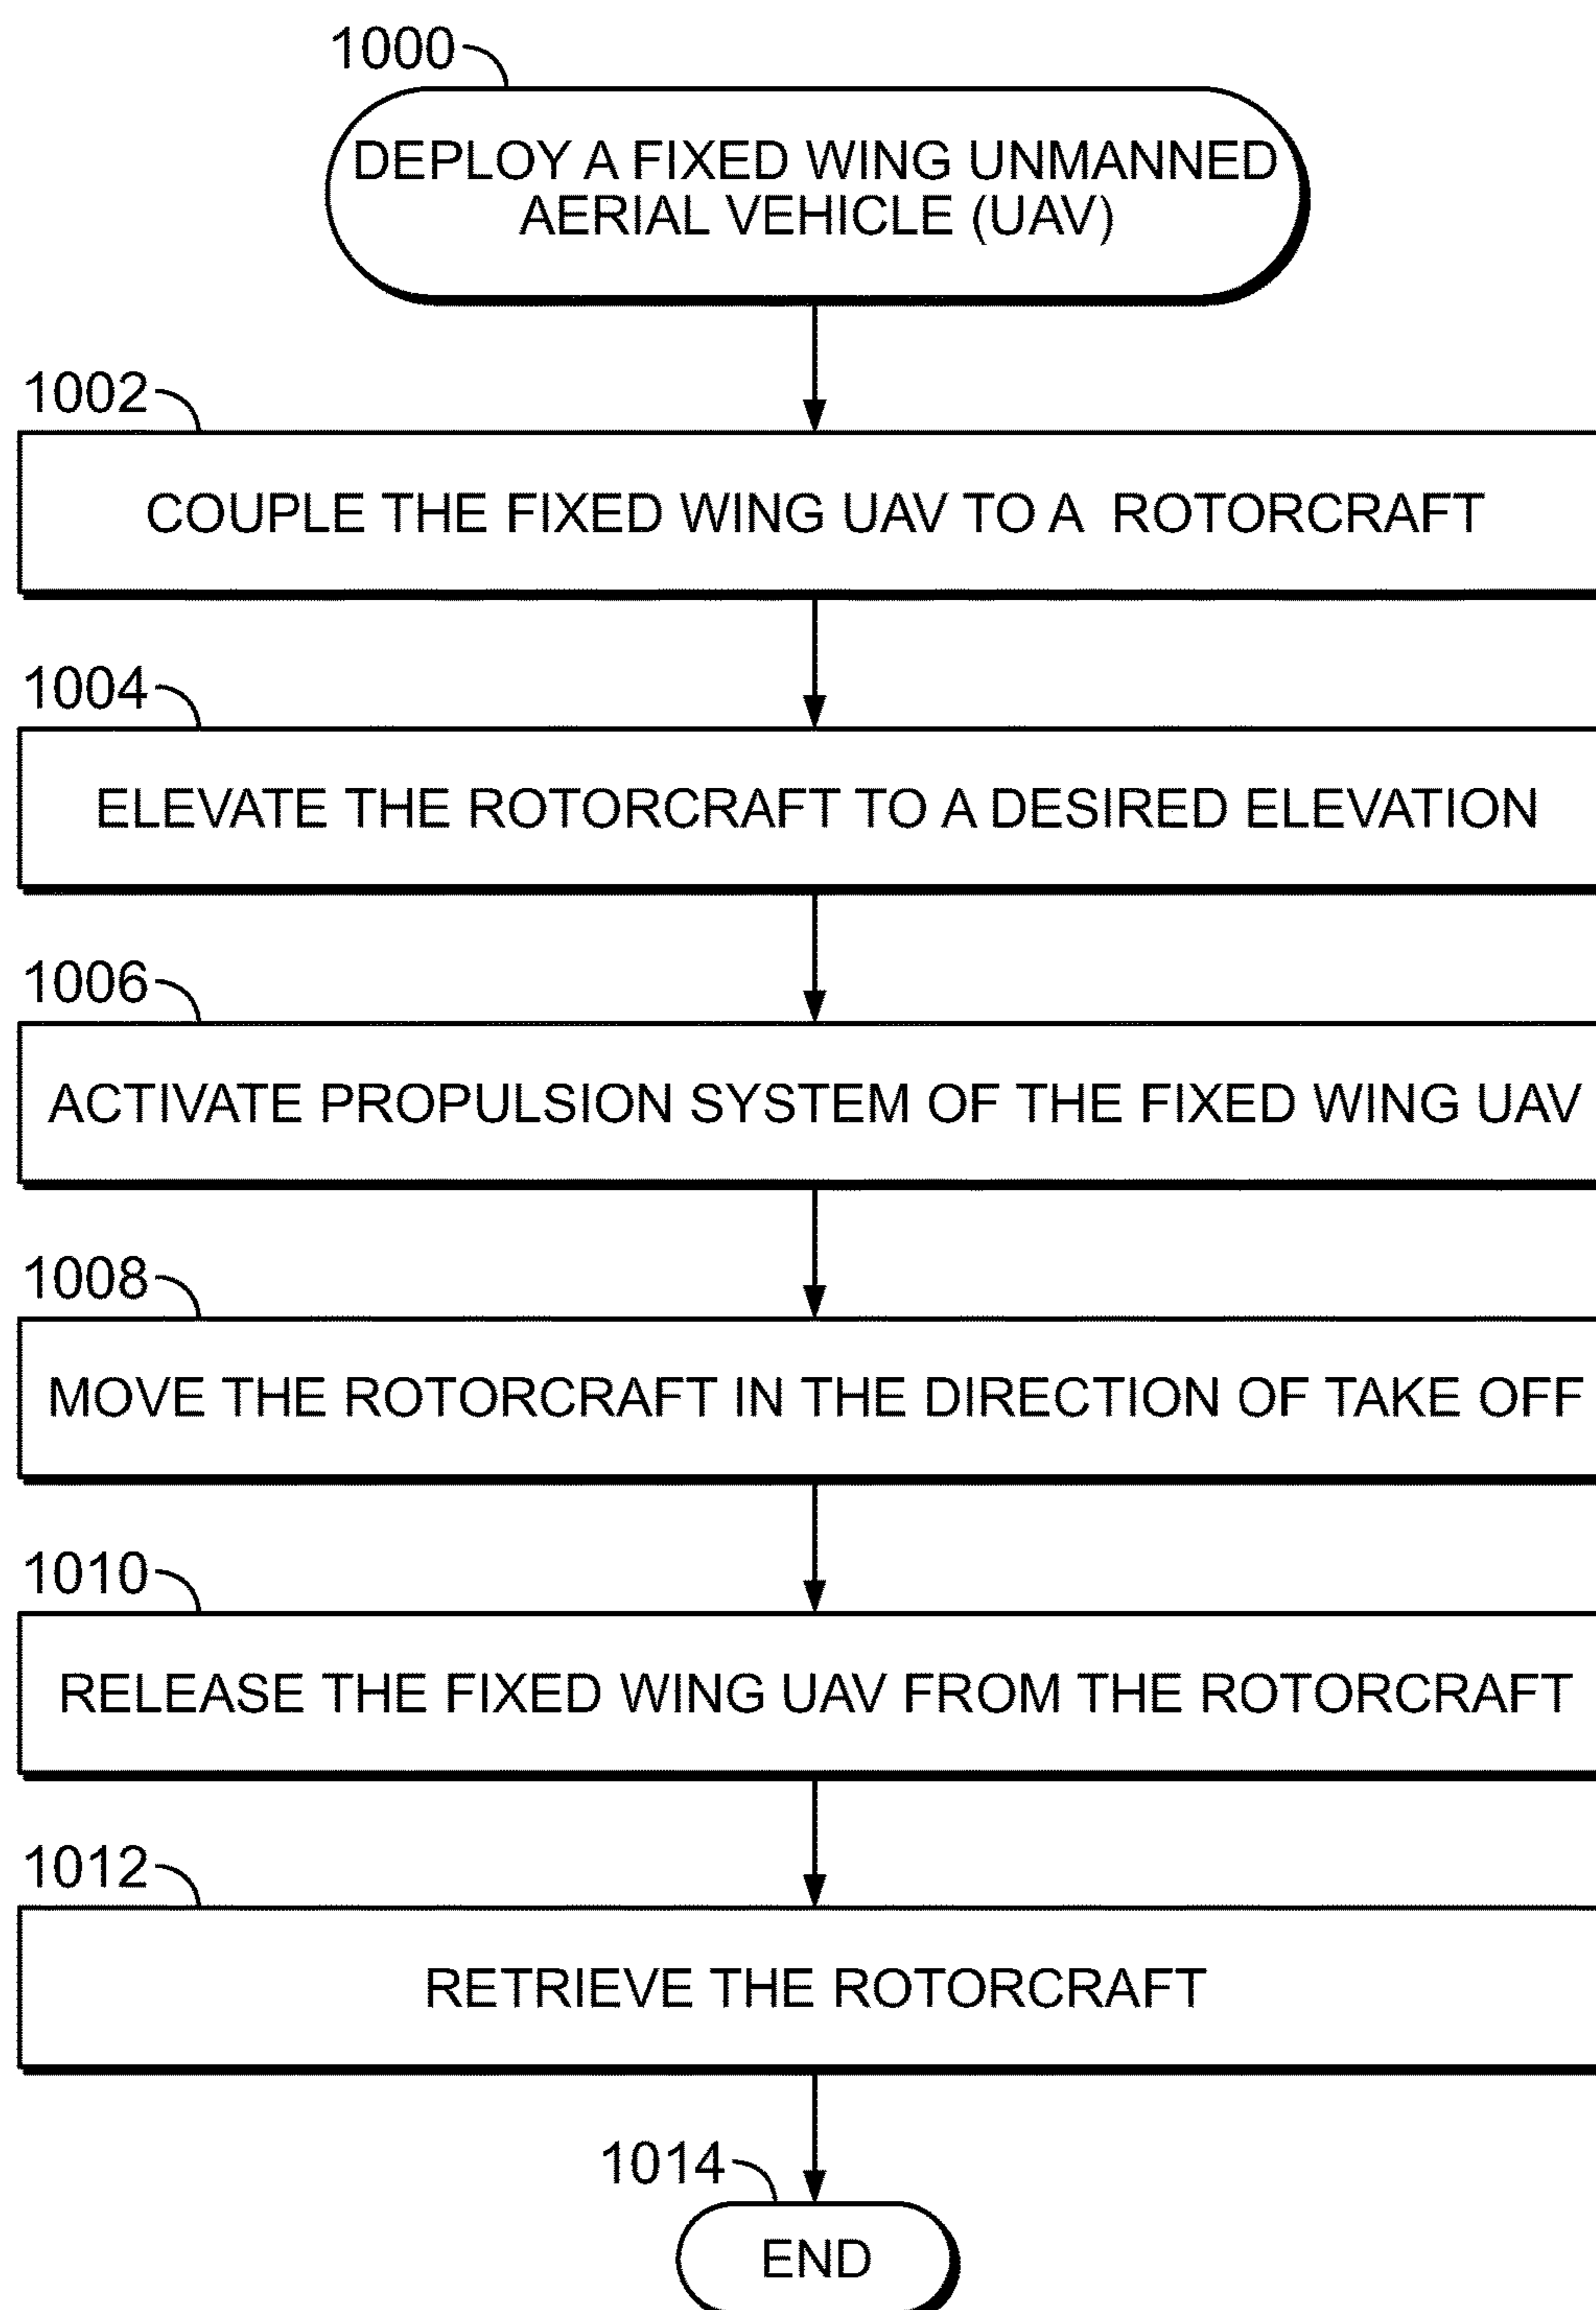 1000
DEPLOY A FIXED WING UNMANNED
AERIAL VEHICLE (UAV)
1002
COUPLE THE FIXED WING UAV TO A ROTORCRAFT
1004
ELEVATE THE ROTORCRAFT TO A DESIRED ELEVATION
1006
ACTIVATE PROPULSION SYSTEM OF THE FIXED WING UAV
1008
MOVE THE ROTORCRAFT IN THE DIRECTION OF TAKE OFF
1010
RELEASE THE FIXED WING UAV FROM THE ROTORCRAFT
1012
RETRIEVE THE ROTORCRAFT
1014
END